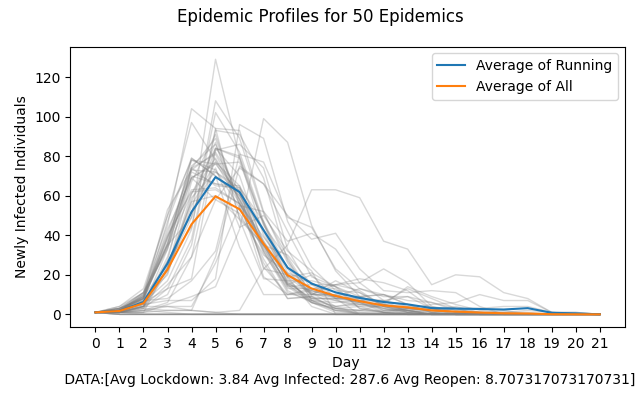 Epidemic Profiles for 50 Epidemics
Average of Running
Average of All
Newly Infected Individuals
120
100
80
60
40
20
0
0 1 2 3 4 5 6 7 8 9 10 11 12 13 14 15 16 17 18 19 20 21
Day
DATA:[Avg Lockdown: 3.84 Avg Infected: 287.6 Avg Reopen: 8.707317073170731]